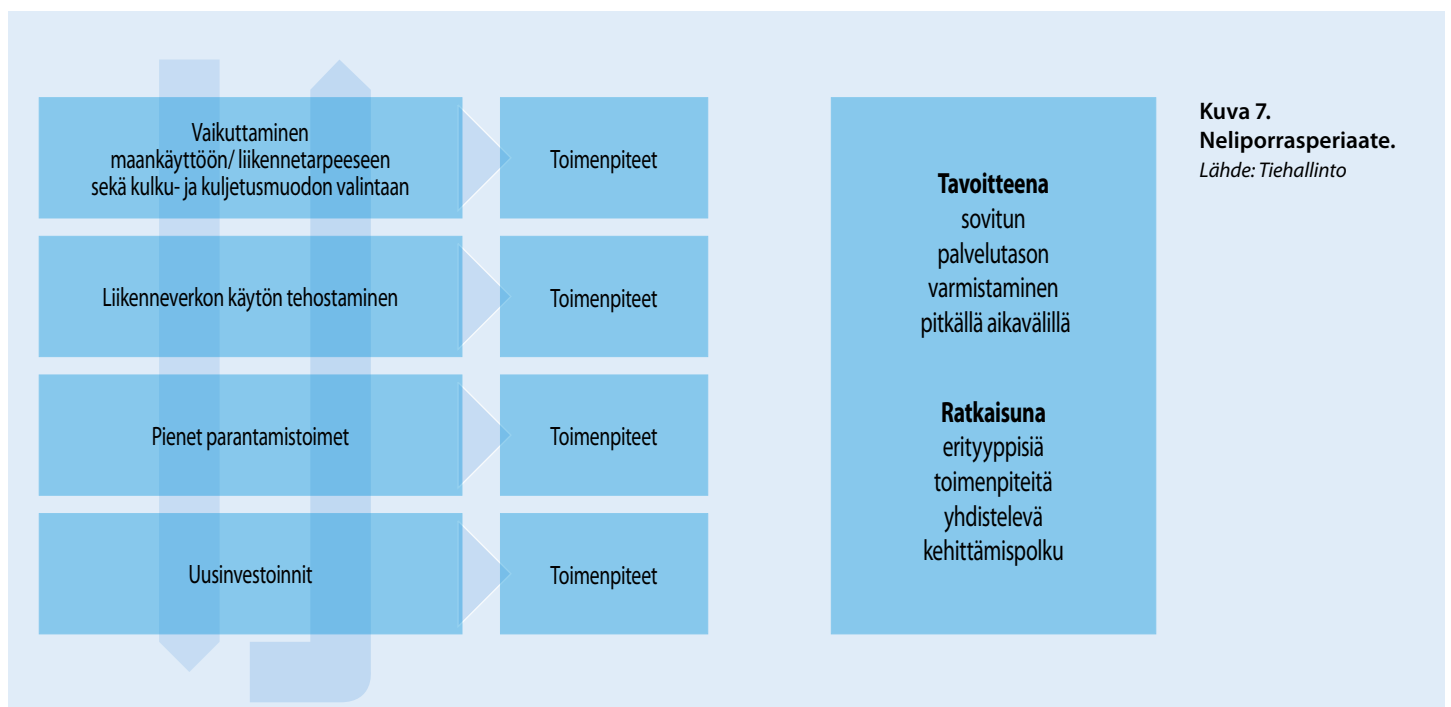 Vaikuttaminen
maankäyttöön/ liikennetarpeeseen
sekä kulku- ja kuljetusmuodon valintaan
Toimenpiteet
Liikenneverkon käytön tehostaminen
Toimenpiteet
Pienet parantamistoimet
Toimenpiteet
Uusinvestoinnit
Toimenpiteet
Tavoitteena
sovitun
palvelutason
varmistaminen
pitkällä aikavälillä
Ratkaisuna
erityyppisiä
toimenpiteitä
yhdistelevä
kehittämispolku
Kuva 7.
Neliporrasperiaate.
Lähde: Tiehallinto